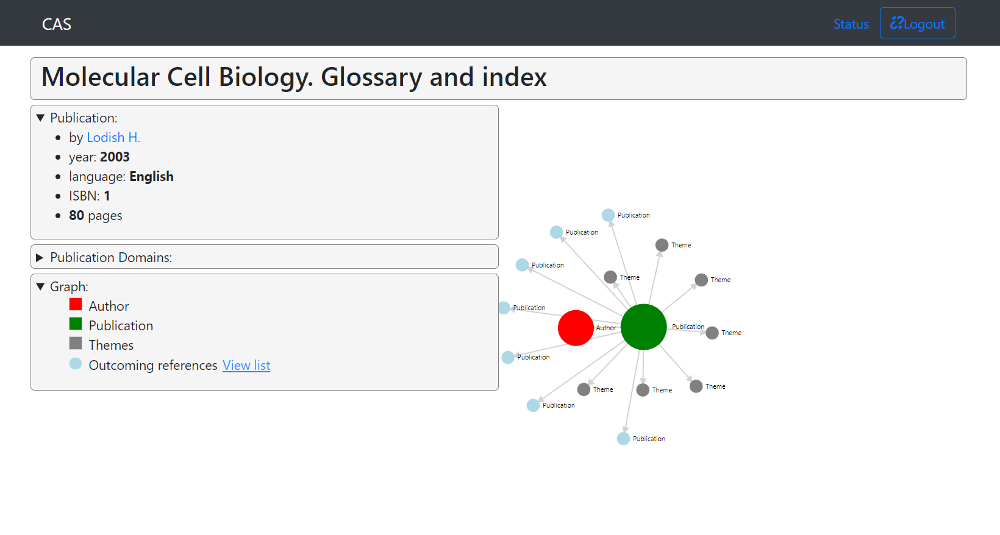 CAS
Status
¿?Logout
Molecular Cell Biology. Glossary and index
Publication:
by Lodish H.
year: 2003
language: English
ISBN: 1
80 pages
Publication Domains:
Graph:
Author
Publication
Themes
Outcoming references View list
Publication
Publication
Theme
Publication
Theme
Theme
Publication
Author
Publication
Theme
Publication
Theme
Theme
Theme
Publication
Publication